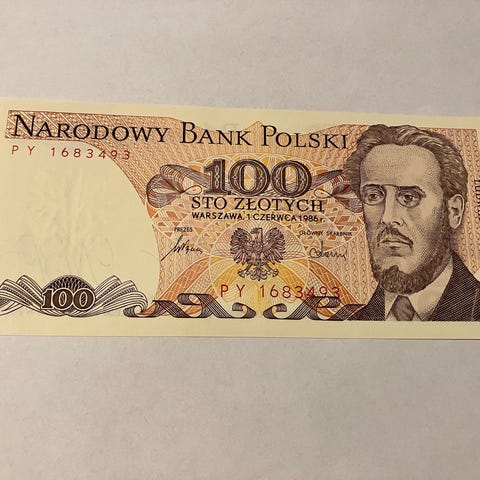 NARODOWY BANK POLSKI
PY 1683493
100
STO ZŁOTYCH
WARSZAWA, 1 CZERWCA 1986 r.
PREZES
GŁÓWNY SKARBNIK
PY 1683493
100